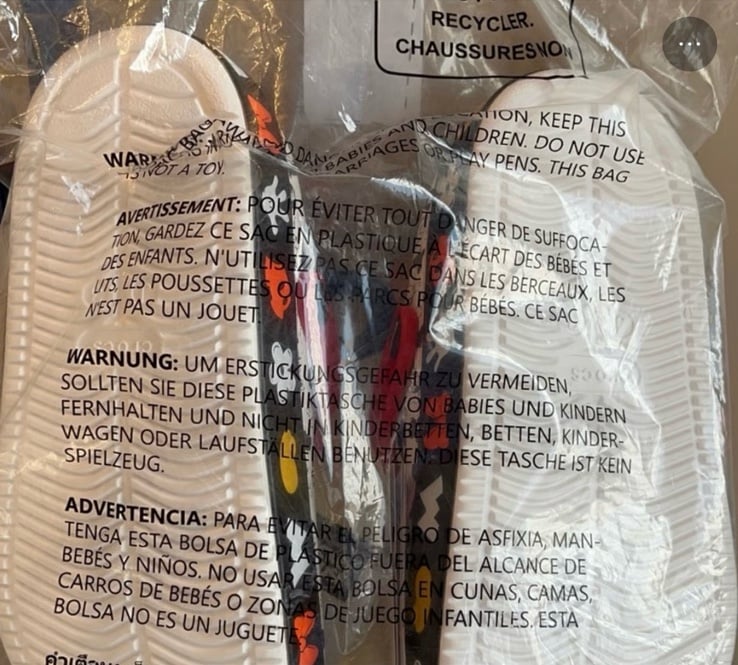 RECYCLER.
CHAUSSURES NON
ATION, KEEP THIS
BABIES AND CHILDREN. DO NOT USE
OR PLAY PENS. THIS BAG
IS NOT A TOY.
AVERTISSEMENT: POUR ÉVITER TOUT DANGER DE SUFFOCA-
TION, GARDEZ CE SAC EN PLASTIQUE À L'ÉCART DES BÉBÉS ET
DES ENFANTS. N'UTILISEZ PAS CE SAC DANS LES BERCEAUX, LES
LITS, LES POUSSETTES OU LES PARCS POUR BÉBÉS. CE SAC
N'EST PAS UN JOUET.
WARNUNG: UM ERSTICKUNGSGEFAHR ZU VERMEIDEN,
SOLLTEN SIE DIESE PLASTIKTASCHE VON BABIES UND KINDERN
FERNHALTEN UND NICHT IN KINDERBETTEN, BETTEN, KINDER-
WAGEN ODER LAUFSTÄLLEN BENUTZEN. DIESE TASCHE IST KEIN
SPIELZEUG.
ADVERTENCIA: PARA EVITAR EL PELIGRO DE ASFIXIA, MAN-
TENGA ESTA BOLSA DE PLÁSTICO FUERA DEL ALCANCE DE
BEBÉS Y NIÑOS. NO USAR ESTA BOLSA EN CUNAS, CAMAS,
CARROS DE BEBÉS O ZONAS DE JUEGO INFANTILES. ESTA
BOLSA NO ES UN JUGUETE.